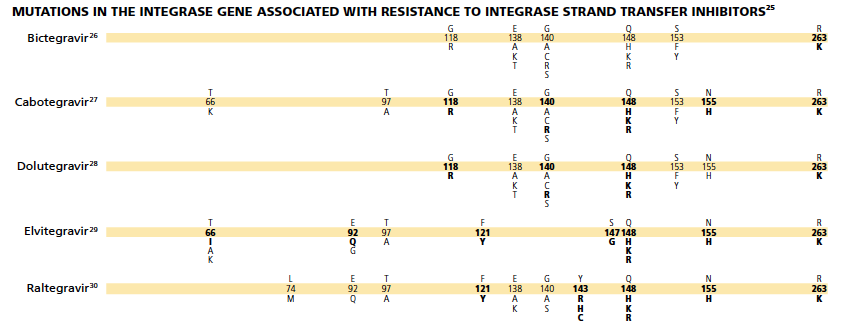 MUTATIONS IN THE INTEGRASE GENE ASSOCIATED WITH RESISTANCE TO INTEGRASE STRAND TRANSFER INHIBITORS25
G E G Q S R
Bictegravir26 118 138 140 148 153 263
R A A H F K
K C K Y
T R R
S
T T G E G Q S N R
Cabotegravir27 66 97 118 138 140 148 153 155 263
K A R A A H F H K
K C K Y
T R R
S
G E G Q S N R
Dolutegravir28 118 138 140 148 153 155 263
R A A H F H K
K C K Y
T R R
S
T E T F S Q N R
Elvitegravir29 66 92 97 121 147 148 155 263
I Q A Y G H H K
A G K
K R
L E T F E G Y Q N R
Raltegravir30 74 92 97 121 138 140 143 148 155 263
M Q A Y A A R H H K
K S H K
C R